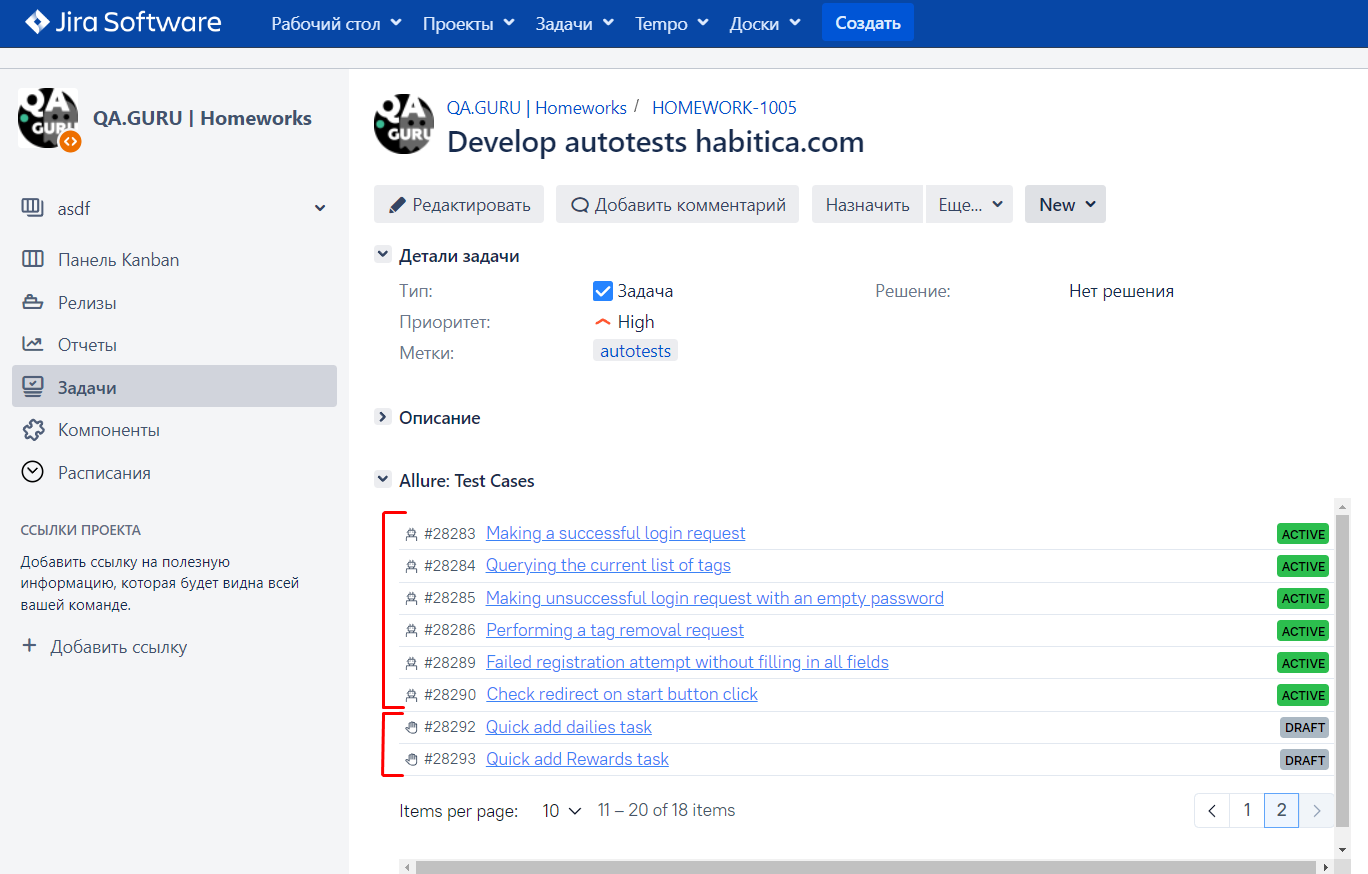 Jira Software Рабочий стол Проекты Задачи Tempo Доски Создать
QA GURU
QA.GURU | Homeworks
asdf
Панель Kanban
Релизы
Отчеты
Задачи
Компоненты
Расписания
ССЫЛКИ ПРОЕКТА
Добавить ссылку на полезную
информацию, которая будет видна всей
вашей команде.
+ Добавить ссылку
QA GURU
QA.GURU | Homeworks / HOMEWORK-1005
Develop autotests habitica.com
Редактировать Добавить комментарий Назначить Еще... New
Детали задачи
Тип: Задача Решение: Нет решения
Приоритет: High
Метки: autotests
Описание
Allure: Test Cases
#28283 Making a successful login request ACTIVE
#28284 Querying the current list of tags ACTIVE
#28285 Making unsuccessful login request with an empty password ACTIVE
#28286 Performing a tag removal request ACTIVE
#28289 Failed registration attempt without filling in all fields ACTIVE
#28290 Check redirect on start button click ACTIVE
#28292 Quick add dailies task DRAFT
#28293 Quick add Rewards task DRAFT
Items per page: 10 11 – 20 of 18 items 1 2